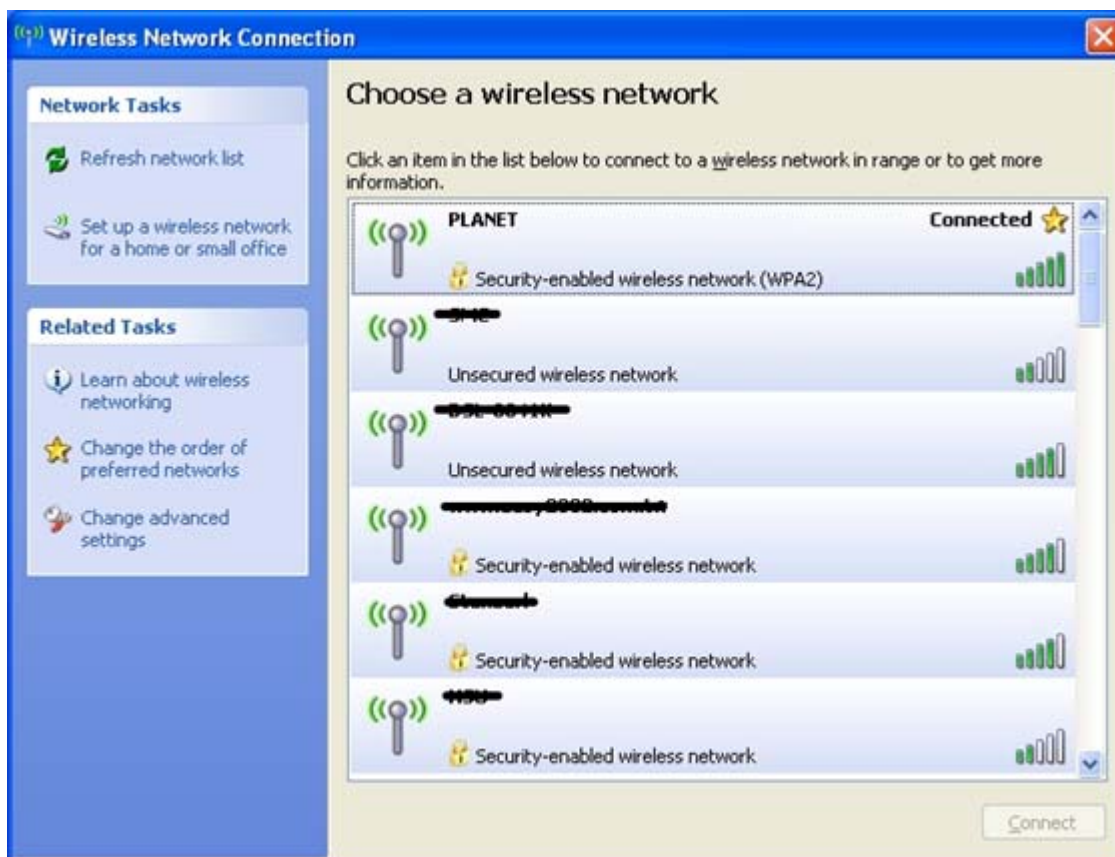 Wireless Network Connection
Network Tasks
Refresh network list
Set up a wireless network
for a home or small office
Related Tasks
Learn about wireless
networking
Change the order of
preferred networks
Change advanced
settings
Choose a wireless network
Click an item in the list below to connect to a wireless network in range or to get more
information.
PLANET Connected
Security-enabled wireless network (WPA2)
Unsecured wireless network
Unsecured wireless network
Security-enabled wireless network
Security-enabled wireless network
Security-enabled wireless network
Connect